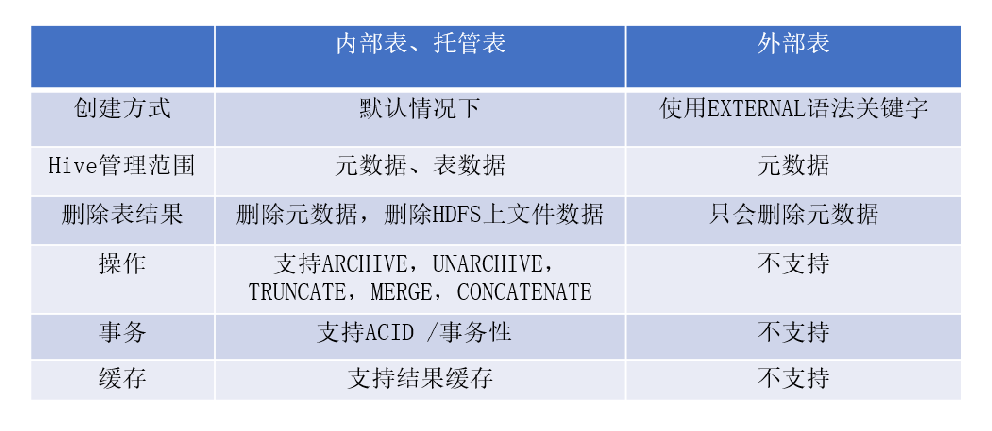 内部表、托管表 外部表
创建方式 默认情况下 使用EXTERNAL语法关键字
Hive管理范围 元数据、表数据 元数据
删除表结果 删除元数据，删除HDFS上文件数据 只会删除元数据
操作 支持ARCHIVE，UNARCHIVE， 不支持
TRUNCATE，MERGE，CONCATENATE
事务 支持ACID /事务性 不支持
缓存 支持结果缓存 不支持